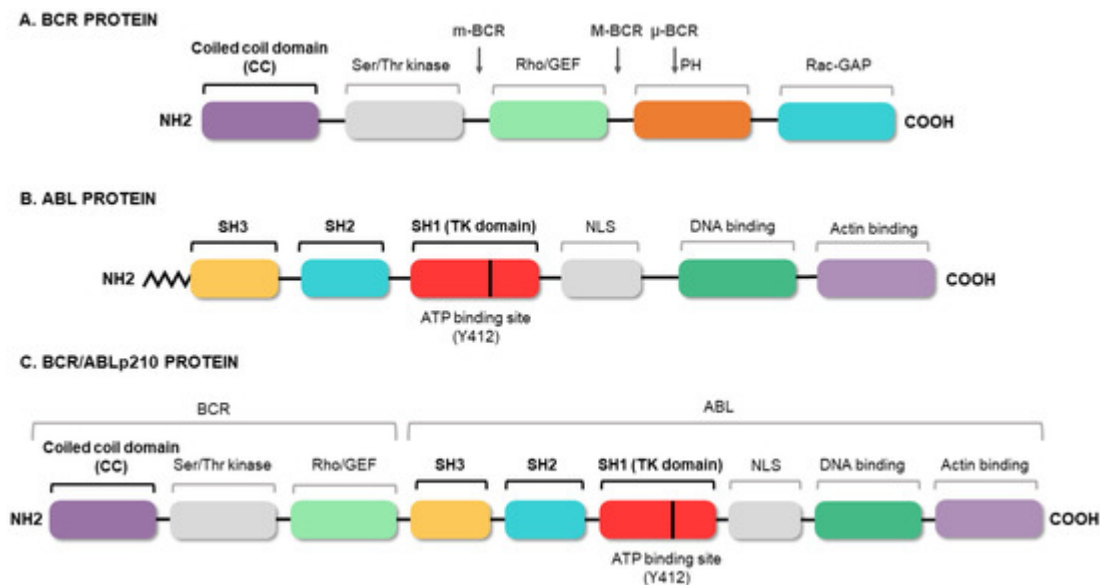 A. BCR PROTEIN
m-BCR M-BCR μ-BCR
Coiled coil domain
(CC)
Ser/Thr kinase Rho/GEF PH Rac-GAP
NH2 COOH
B. ABL PROTEIN
SH3 SH2 SH1 (TK domain) NLS DNA binding Actin binding
NH2 COOH
ATP binding site
(Y412)
C. BCR/ABLp210 PROTEIN
BCR ABL
Coiled coil domain
(CC)
Ser/Thr kinase Rho/GEF SH3 SH2 SH1 (TK domain) NLS DNA binding Actin binding
NH2 COOH
ATP binding site
(Y412)